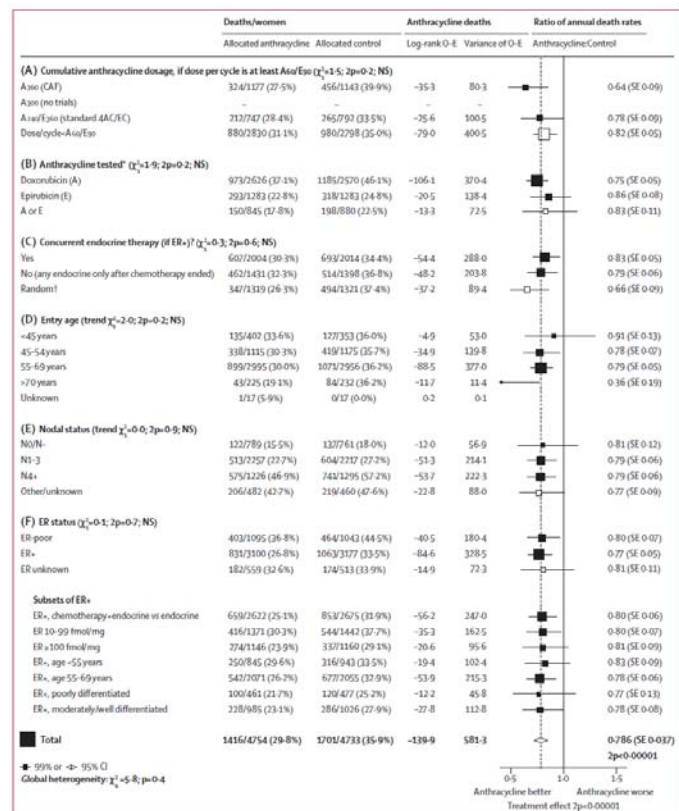 Deaths/women Anthracycline deaths Ratio of annual death rates
Allocated anthracycline Allocated control Log-rank O-E Variance of O-E Anthracycline:Control
(A) Cumulative anthracycline dosage, if dose per cycle is at least A60/E90 (χ²=1·5; 2p=0·2; NS)
A360 (CAF) 324/1177 (27·5%) 456/1143 (39·9%) -35·3 80·3 0·64 (SE 0·09)
A300 (no trials) .. ..
A240/E360 (standard 4AC/EC) 212/747 (28·4%) 265/792 (33·5%) -25·6 100·5 0·78 (SE 0·09)
Dose/cycle<A60/E90 880/2830 (31·1%) 980/2798 (35·0%) -79·0 400·5 0·82 (SE 0·05)
(B) Anthracycline tested* (χ²=1·9; 2p=0·2; NS)
Doxorubicin (A) 973/2626 (37·1%) 1185/2570 (46·1%) -106·1 370·4 0·75 (SE 0·05)
Epirubicin (E) 293/1283 (22·8%) 318/1283 (24·8%) -20·5 138·4 0·86 (SE 0·08)
A or E 150/845 (17·8%) 198/880 (22·5%) -13·3 72·5 0·83 (SE 0·11)
(C) Concurrent endocrine therapy (if ER+)? (χ²=0·3; 2p=0·6; NS)
Yes 607/2004 (30·3%) 693/2014 (34·4%) -54·4 288·0 0·83 (SE 0·05)
No (any endocrine only after chemotherapy ended) 462/1431 (32·3%) 514/1398 (36·8%) -48·2 203·8 0·79 (SE 0·06)
Random† 347/1319 (26·3%) 494/1321 (37·4%) -37·2 89·4 0·66 (SE 0·09)
(D) Entry age (trend χ²=2·0; 2p=0·2; NS)
<45 years 135/402 (33·6%) 127/353 (36·0%) -4·9 53·0 0·91 (SE 0·13)
45-54 years 338/1115 (30·3%) 419/1175 (35·7%) -34·9 139·8 0·78 (SE 0·07)
55-69 years 899/2995 (30·0%) 1071/2956 (36·2%) -88·5 377·0 0·79 (SE 0·05)
>70 years 43/225 (19·1%) 84/232 (36·2%) -11·7 11·4 0·36 (SE 0·19)
Unknown 1/17 (5·9%) 0/17 (0·0%) 0·2 0·1
(E) Nodal status (trend χ²=0·0; 2p=0·9; NS)
N0/N- 122/789 (15·5%) 137/761 (18·0%) -12·0 56·9 0·81 (SE 0·12)
N1-3 513/2257 (22·7%) 604/2217 (27·2%) -51·3 214·1 0·79 (SE 0·06)
N4+ 575/1226 (46·9%) 741/1295 (57·2%) -53·7 222·3 0·79 (SE 0·06)
Other/unknown 206/482 (42·7%) 219/460 (47·6%) -22·8 88·0 0·77 (SE 0·09)
(F) ER status (χ²=0·1; 2p=0·7; NS)
ER-poor 403/1095 (36·8%) 464/1043 (44·5%) -40·5 180·4 0·80 (SE 0·07)
ER+ 831/3100 (26·8%) 1063/3177 (33·5%) -84·6 328·5 0·77 (SE 0·05)
ER unknown 182/559 (32·6%) 174/513 (33·9%) -14·9 72·3 0·81 (SE 0·11)
Subsets of ER+
ER+, chemotherapy+endocrine vs endocrine 659/2622 (25·1%) 853/2675 (31·9%) -56·2 247·0 0·80 (SE 0·06)
ER 10-99 fmol/mg 416/1371 (30·3%) 544/1442 (37·7%) -35·3 162·5 0·80 (SE 0·07)
ER ≥100 fmol/mg 274/1146 (23·9%) 337/1160 (29·1%) -20·6 95·6 0·81 (SE 0·09)
ER+, age <55 years 250/845 (29·6%) 316/943 (33·5%) -19·4 102·4 0·83 (SE 0·09)
ER+, age 55-69 years 542/2071 (26·2%) 677/2055 (32·9%) -53·9 215·3 0·78 (SE 0·06)
ER+, poorly differentiated 100/461 (21·7%) 120/477 (25·2%) -12·2 45·8 0·77 (SE 0·13)
ER+, moderately/well differentiated 228/985 (23·1%) 286/1026 (27·9%) -27·8 112·8 0·78 (SE 0·08)
Total 1416/4754 (29·8%) 1701/4733 (35·9%) -139·9 581·3 0·786 (SE 0·037)
2p<0·00001
99% or 95% CI
Global heterogeneity: χ²=5·8; p=0·4
0·5 1·0 1·5
Anthracycline better Anthracycline worse
Treatment effect 2p=0·00001